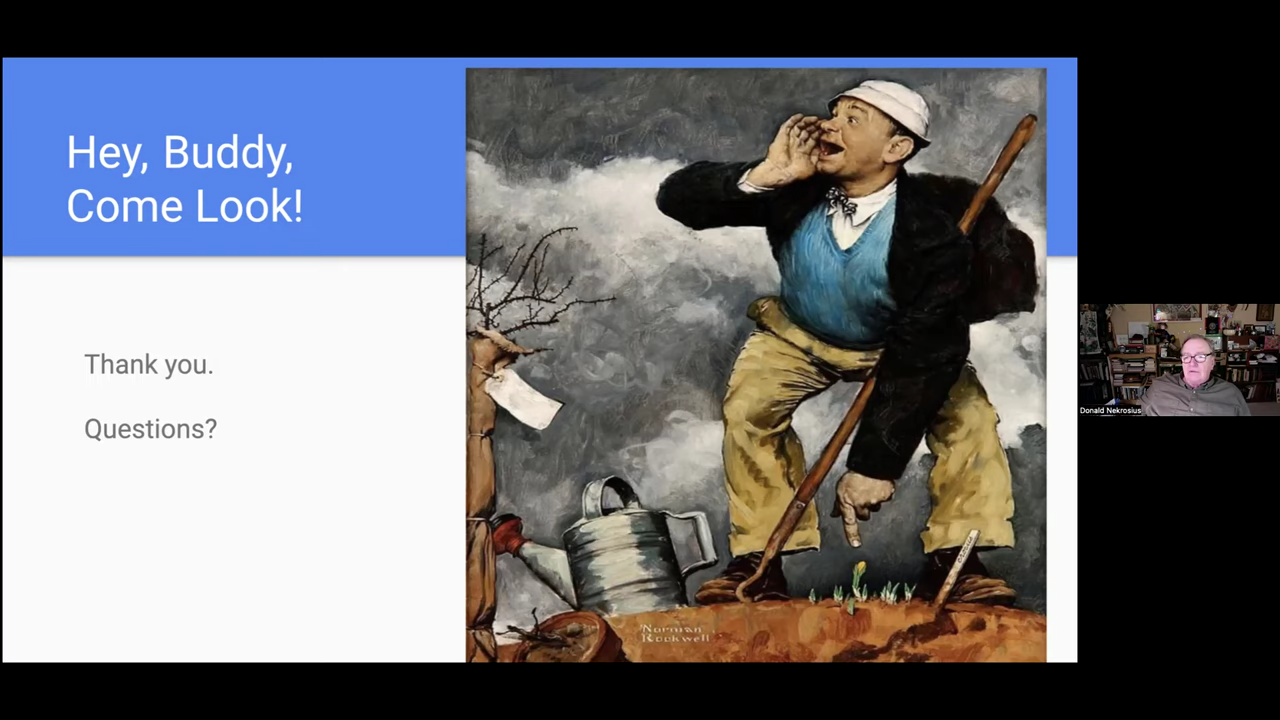 Hey, Buddy,
Come Look!
Thank you.
Questions?
Norman
Rockwell
Donald Nekrosius